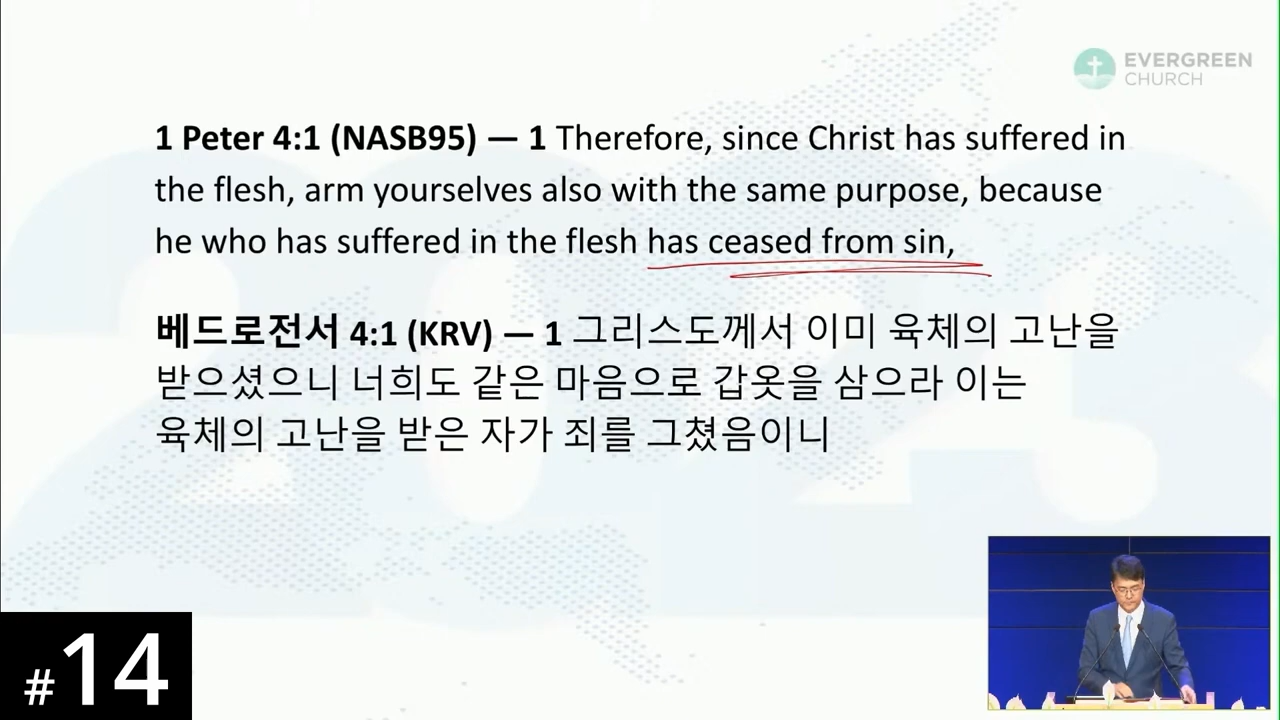 EVERGREEN
CHURCH
1 Peter 4:1 (NASB95) — 1 Therefore, since Christ has suffered in
the flesh, arm yourselves also with the same purpose, because
he who has suffered in the flesh has ceased from sin,
베드로전서 4:1 (KRV) — 1 그리스도께서 이미 육체의 고난을
받으셨으니 너희도 같은 마음으로 갑옷을 삼으라 이는
육체의 고난을 받은 자가 죄를 그쳤음이니
#14